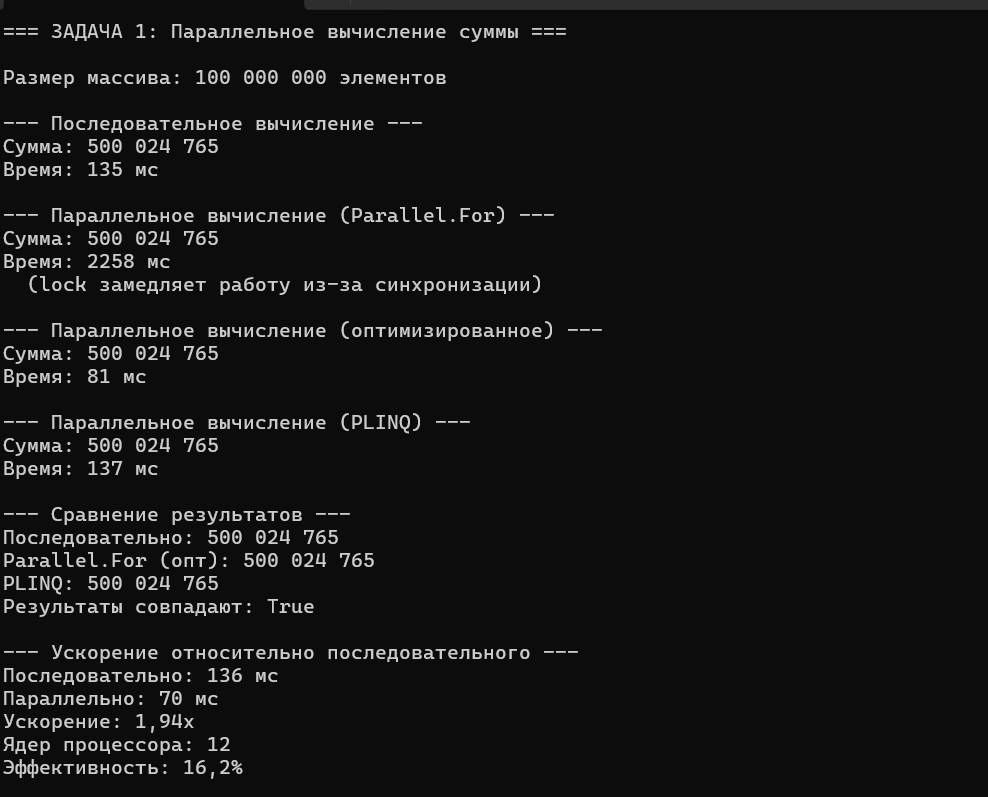 === ЗАДАЧА 1: Параллельное вычисление суммы ===
Размер массива: 100 000 000 элементов
--- Последовательное вычисление ---
Сумма: 500 024 765
Время: 135 мс
--- Параллельное вычисление (Parallel.For) ---
Сумма: 500 024 765
Время: 2258 мс
(lock замедляет работу из-за синхронизации)
--- Параллельное вычисление (оптимизированное) ---
Сумма: 500 024 765
Время: 81 мс
--- Параллельное вычисление (PLINQ) ---
Сумма: 500 024 765
Время: 137 мс
--- Сравнение результатов ---
Последовательно: 500 024 765
Parallel.For (опт): 500 024 765
PLINQ: 500 024 765
Результаты совпадают: True
--- Ускорение относительно последовательного ---
Последовательно: 136 мс
Параллельно: 70 мс
Ускорение: 1,94x
Ядер процессора: 12
Эффективность: 16,2%